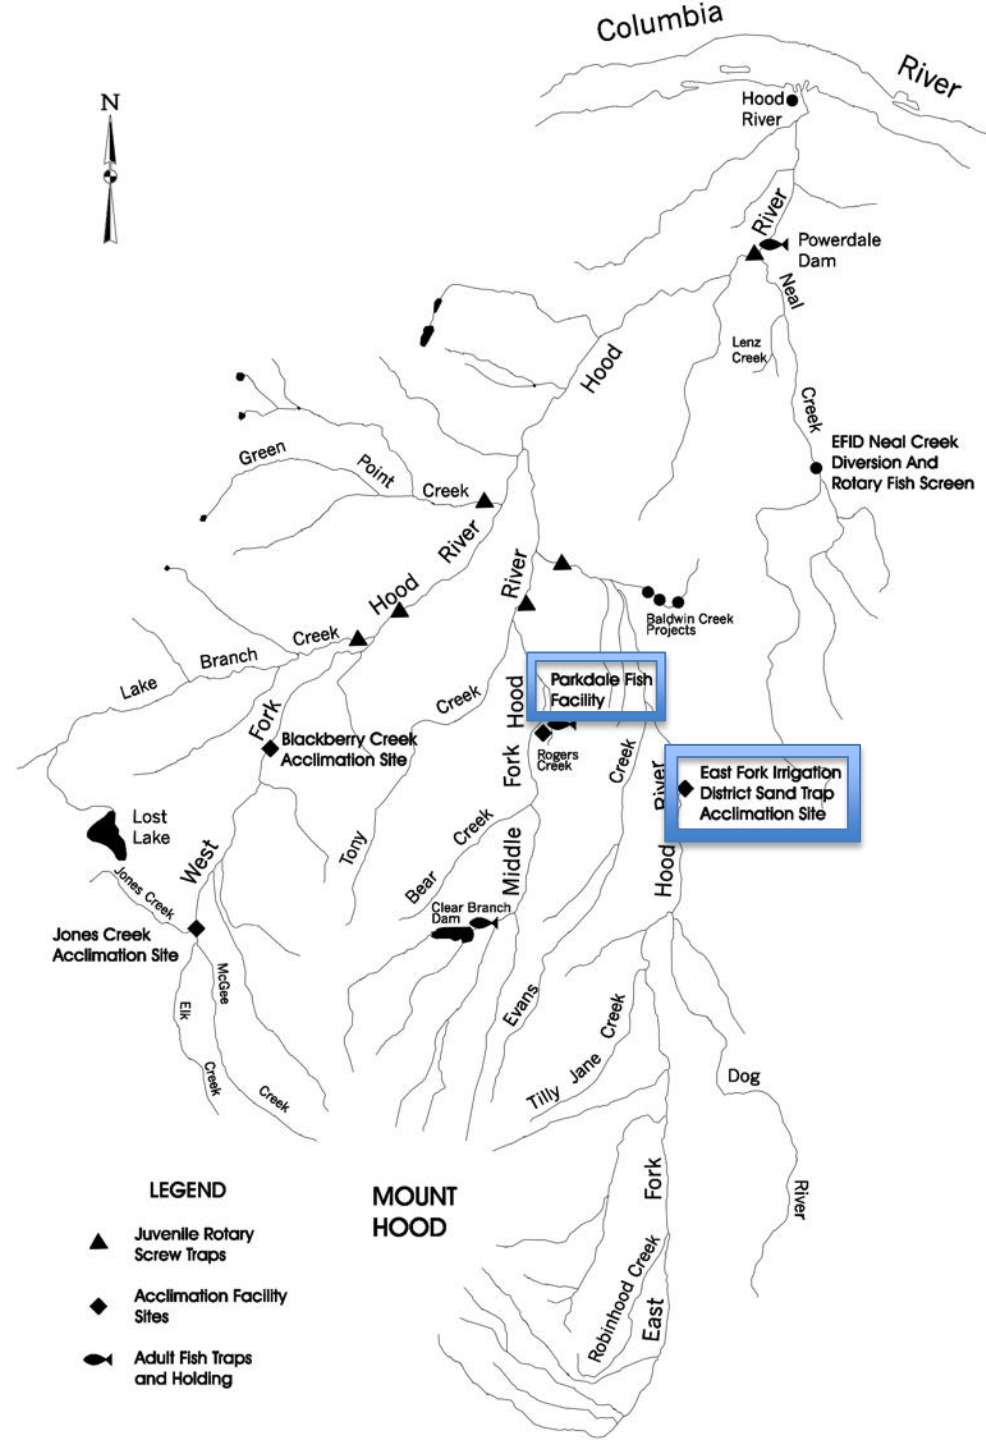 Columbia
River
N
Hood
River
River
Powerdale
Dam
Neal
Lenz
Creek
Hood
Creek
EFID Neal Creek
Diversion And
Rotary Fish Screen
Green
Point
Creek
River
Hood
River
Baldwin Creek
Projects
Creek
Branch
Lake
Parkdale Fish
Facility
Hood
Creek
Fork
Blackberry Creek
Acclimation Site
Fork
Rogers
Creek
Creek
River
East Fork Irrigation
District Sand Trap
Acclimation Site
Lost
Lake
West
Tony
Creek
Bear
Middle
Hood
Jones Creek
Clear Branch
Dam
Jones Creek
Acclimation Site
McGee
Elk
Creek
Creek
Evans
Creek
Jane
Tilly
Dog
River
LEGEND
Juvenile Rotary
Screw Traps
Acclimation Facility
Sites
Adult Fish Traps
and Holding
MOUNT
HOOD
Fork
Robinhood Creek
East